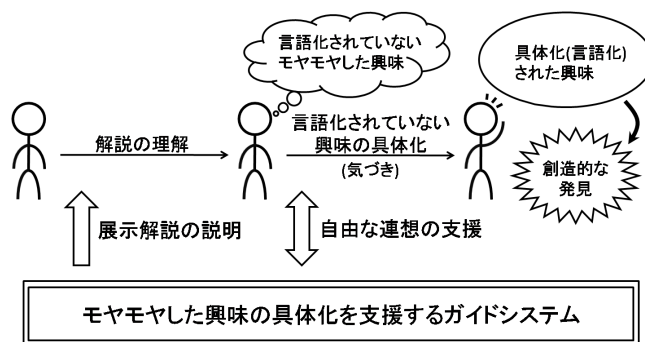 言語化されていない
モヤモヤした興味
具体化(言語化)
された興味
解説の理解
言語化されていない
興味の具体化
(気づき)
創造的な
発見
展示解説の説明
自由な連想の支援
モヤモヤした興味の具体化を支援するガイドシステム